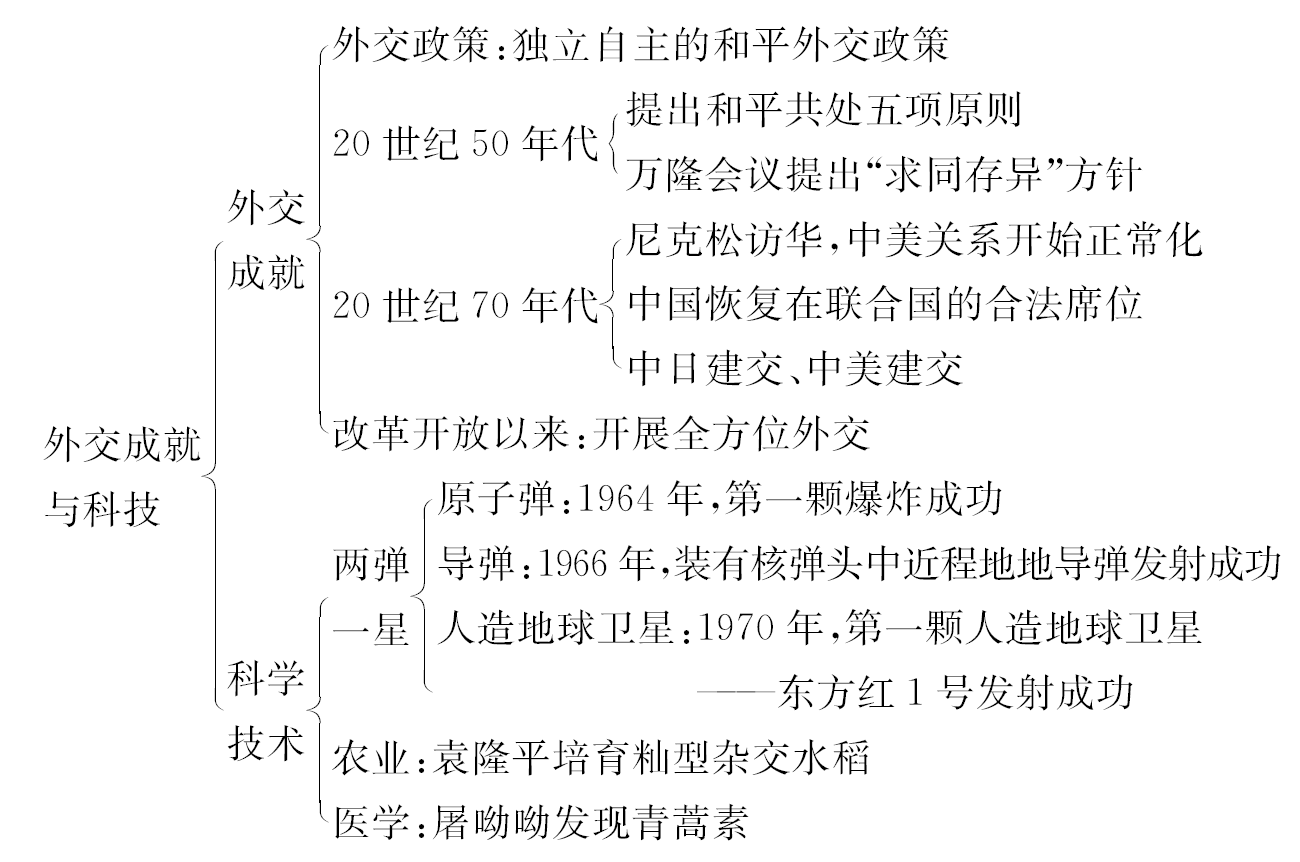 外交政策:独立自主的和平外交政策
提出和平共处五项原则
20世纪50年代
万隆会议提出“求同存异”方针
外交
成就
尼克松访华,中美关系开始正常化
20世纪70年代
中国恢复在联合国的合法席位
中日建交、中美建交
改革开放以来:开展全方位外交
外交成就
与科技
原子弹:1964年,第一颗爆炸成功
两弹
一星
导弹:1966年,装有核弹头中近程地地导弹发射成功
人造地球卫星:1970年,第一颗人造地球卫星
——东方红1号发射成功
科学
技术
农业:袁隆平培育籼型杂交水稻
医学:屠呦呦发现青蒿素